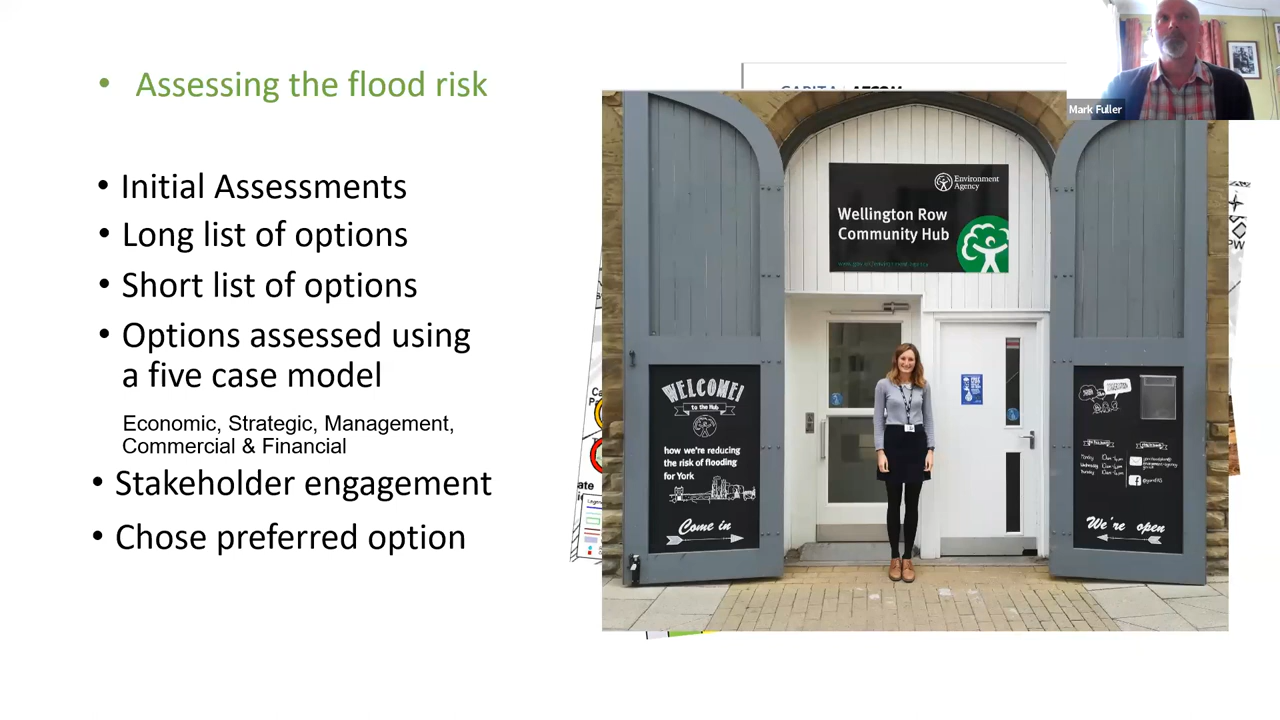 • Assessing the flood risk
• Initial Assessments
• Long list of options
• Short list of options
• Options assessed using
a five case model
Economic, Strategic, Management,
Commercial & Financial
• Stakeholder engagement
• Chose preferred option
Mark Fuller
Environment
Agency
Wellington Row
Community Hub
WELCOME!
to the Hub
how we're reducing
the risk of flooding
for York
Come in
We're open
PW